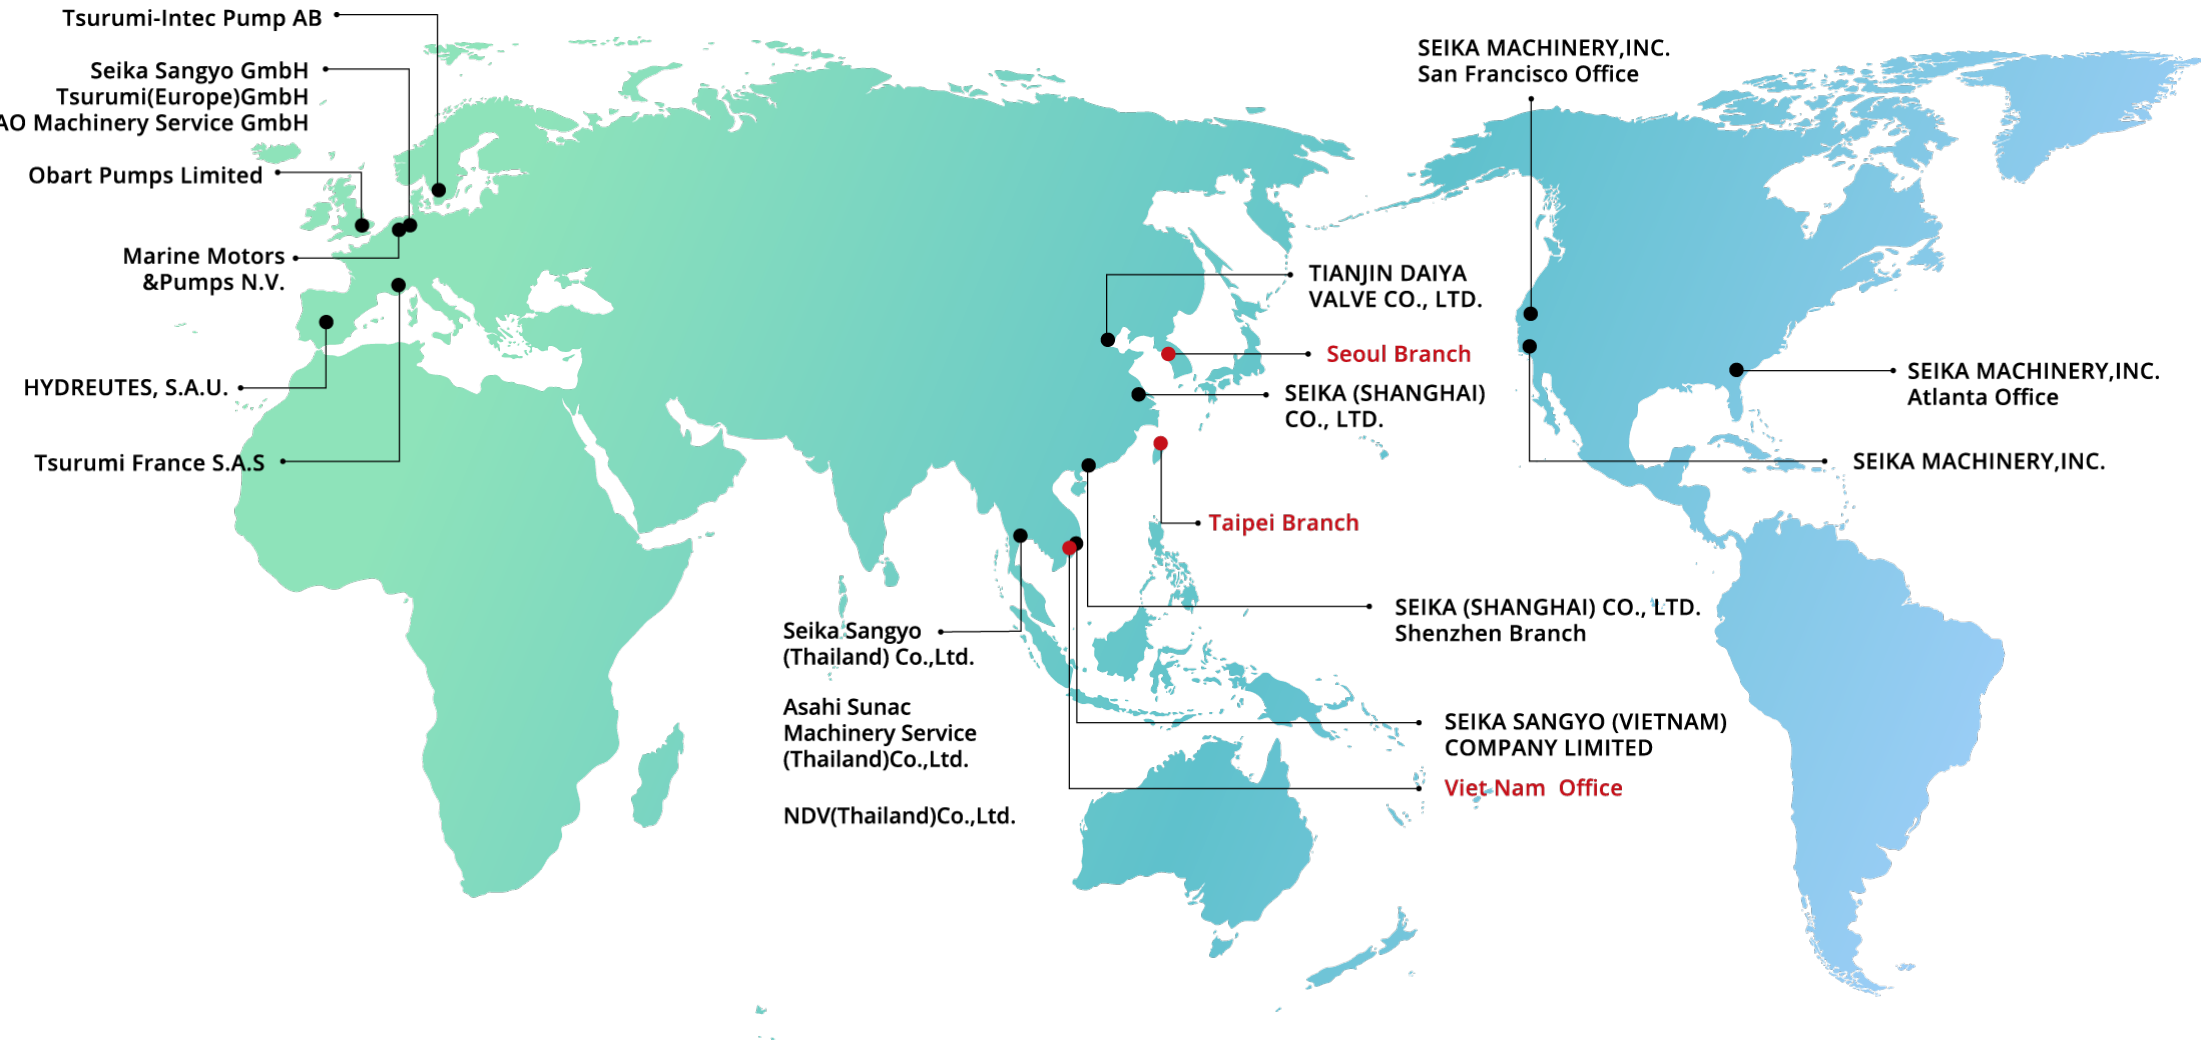 Tsurumi-Intec Pump AB
Seika Sangyo GmbH
Tsurumi(Europe)GmbH
AO Machinery Service GmbH
Obart Pumps Limited
Marine Motors
&Pumps N.V.
HYDREUTES, S.A.U.
Tsurumi France S.A.S
Seika Sangyo
(Thailand) Co.,Ltd.
Asahi Sunac
Machinery Service
(Thailand)Co.,Ltd.
NDV(Thailand)Co.,Ltd.
TIANJIN DAIYA
VALVE CO., LTD.
Seoul Branch
SEIKA (SHANGHAI)
CO., LTD.
Taipei Branch
SEIKA (SHANGHAI) CO., LTD.
Shenzhen Branch
SEIKA SANGYO (VIETNAM)
COMPANY LIMITED
Viet Nam Office
SEIKA MACHINERY,INC.
San Francisco Office
SEIKA MACHINERY,INC.
Atlanta Office
SEIKA MACHINERY,INC.